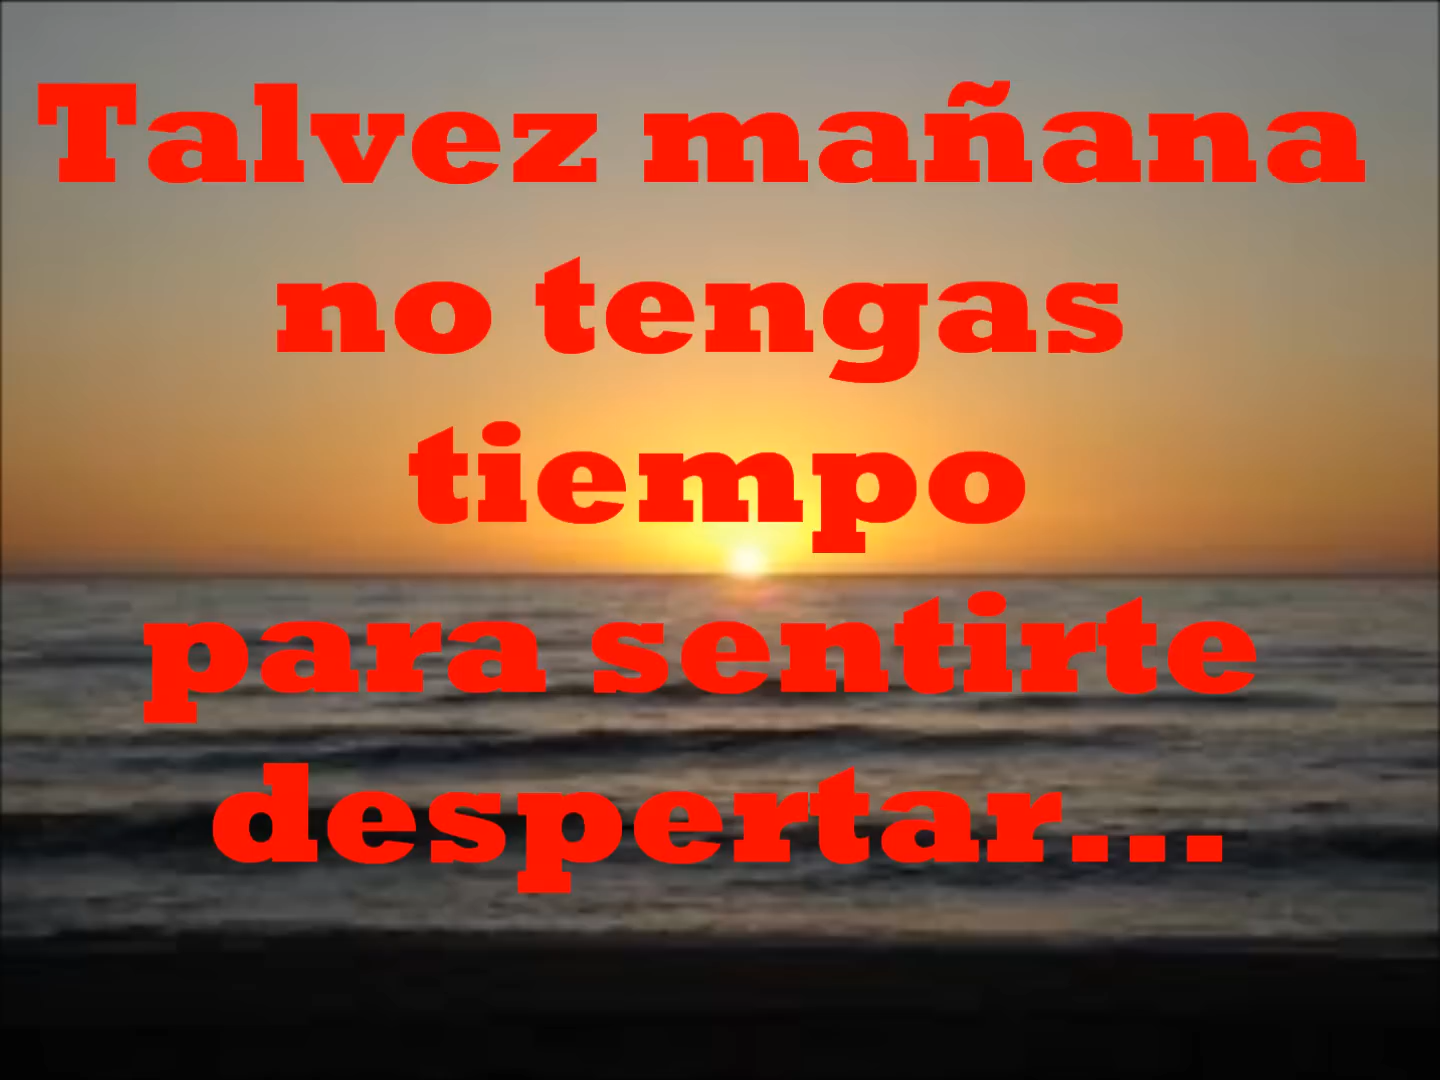 Talvez mañana
no tengas
tiempo
para sentirte
despertar...